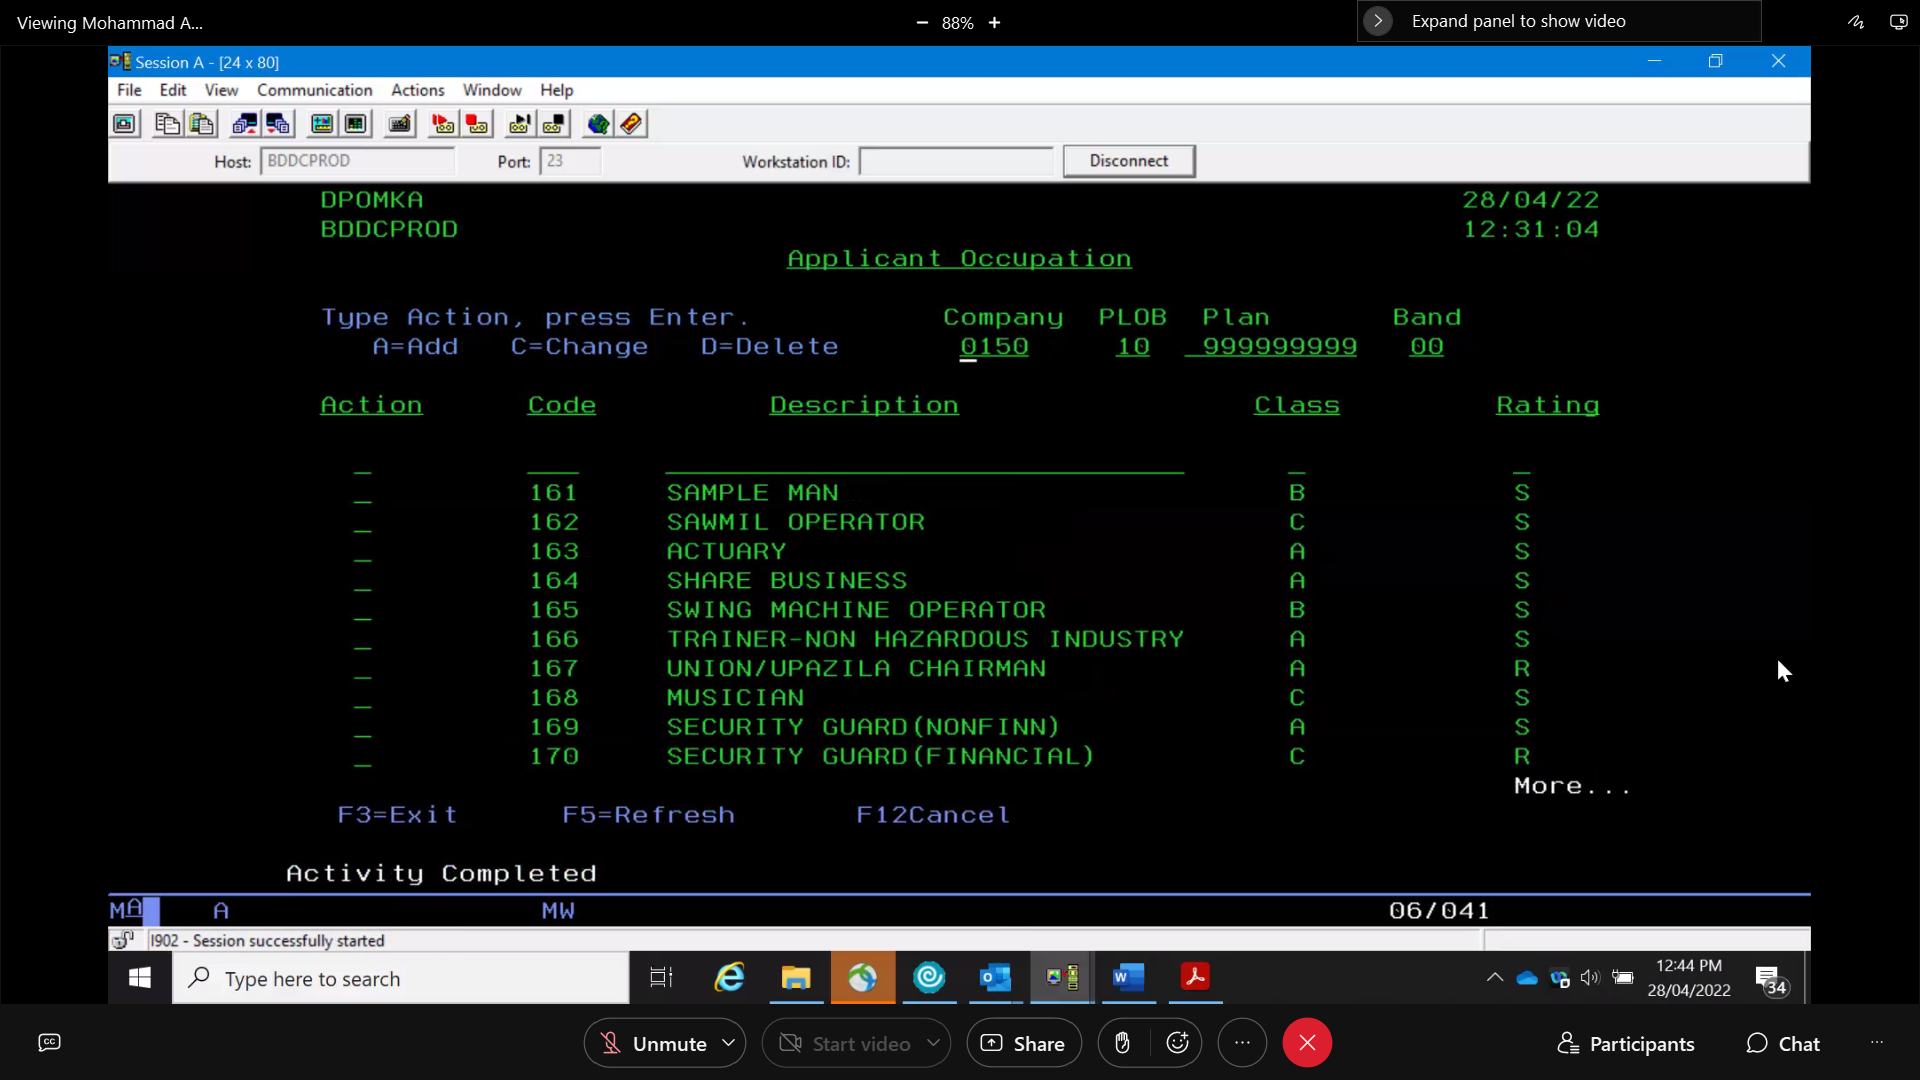 Viewing Mohammad A...
88%
Expand panel to show video
Session A - [24 x 80]
File Edit View Communication Actions Window Help
Host: BDDCPROD Port: 23 Workstation ID: Disconnect
DPOMKA 28/04/22
BDDCPROD 12:31:04
Applicant Occupation
Type Action, press Enter. Company PLOB Plan Band
A=Add C=Change D=Delete 0150 10 999999999 00
Action Code Description Class Rating
161 SAMPLE MAN B S
162 SAWMIL OPERATOR C S
163 ACTUARY A S
164 SHARE BUSINESS A S
165 SWING MACHINE OPERATOR B S
166 TRAINER-NON HAZARDOUS INDUSTRY A S
167 UNION/UPAZILA CHAIRMAN A R
168 MUSICIAN C S
169 SECURITY GUARD(NONFINN) A S
170 SECURITY GUARD(FINANCIAL) C R
More...
F3=Exit F5=Refresh F12Cancel
Activity Completed
MA A MW 06/041
I902 - Session successfully started
Type here to search
12:44 PM
28/04/2022
34
Unmute Start video Share Participants Chat